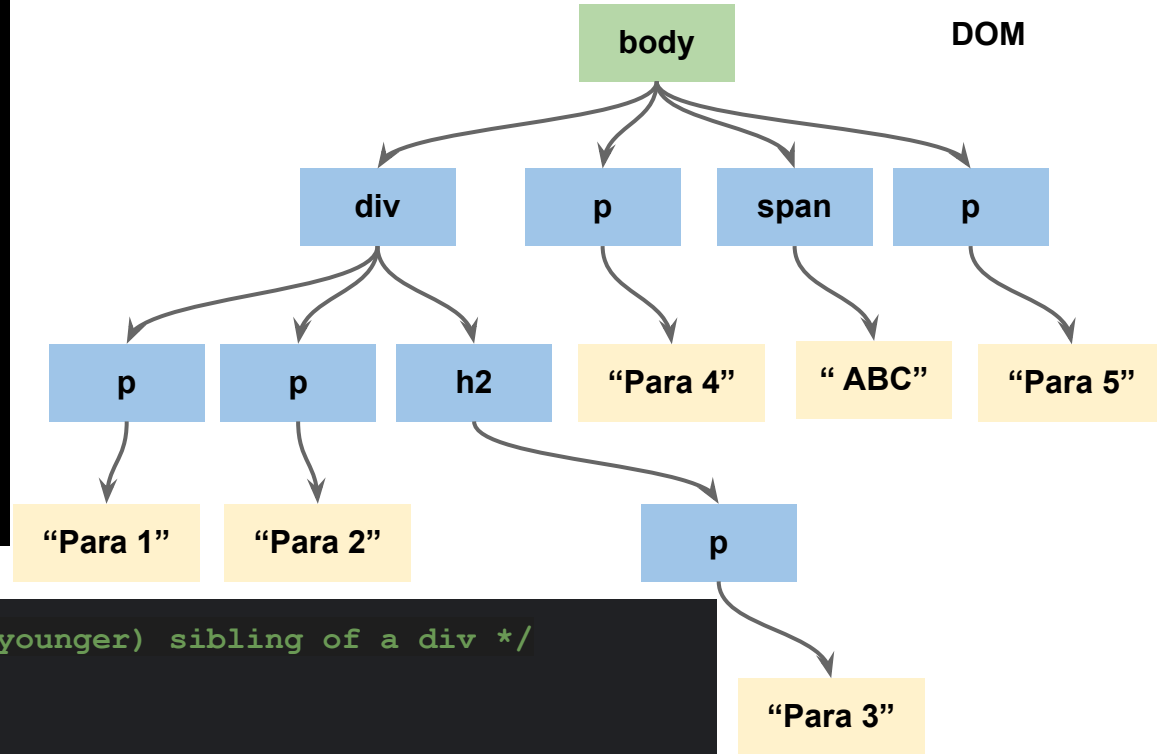 DOM
body
div
p
span
p
p
p
h2
“Para 4”
“ ABC”
“Para 5”
“Para 1”
“Para 2”
p
younger) sibling of a div */
“Para 3”